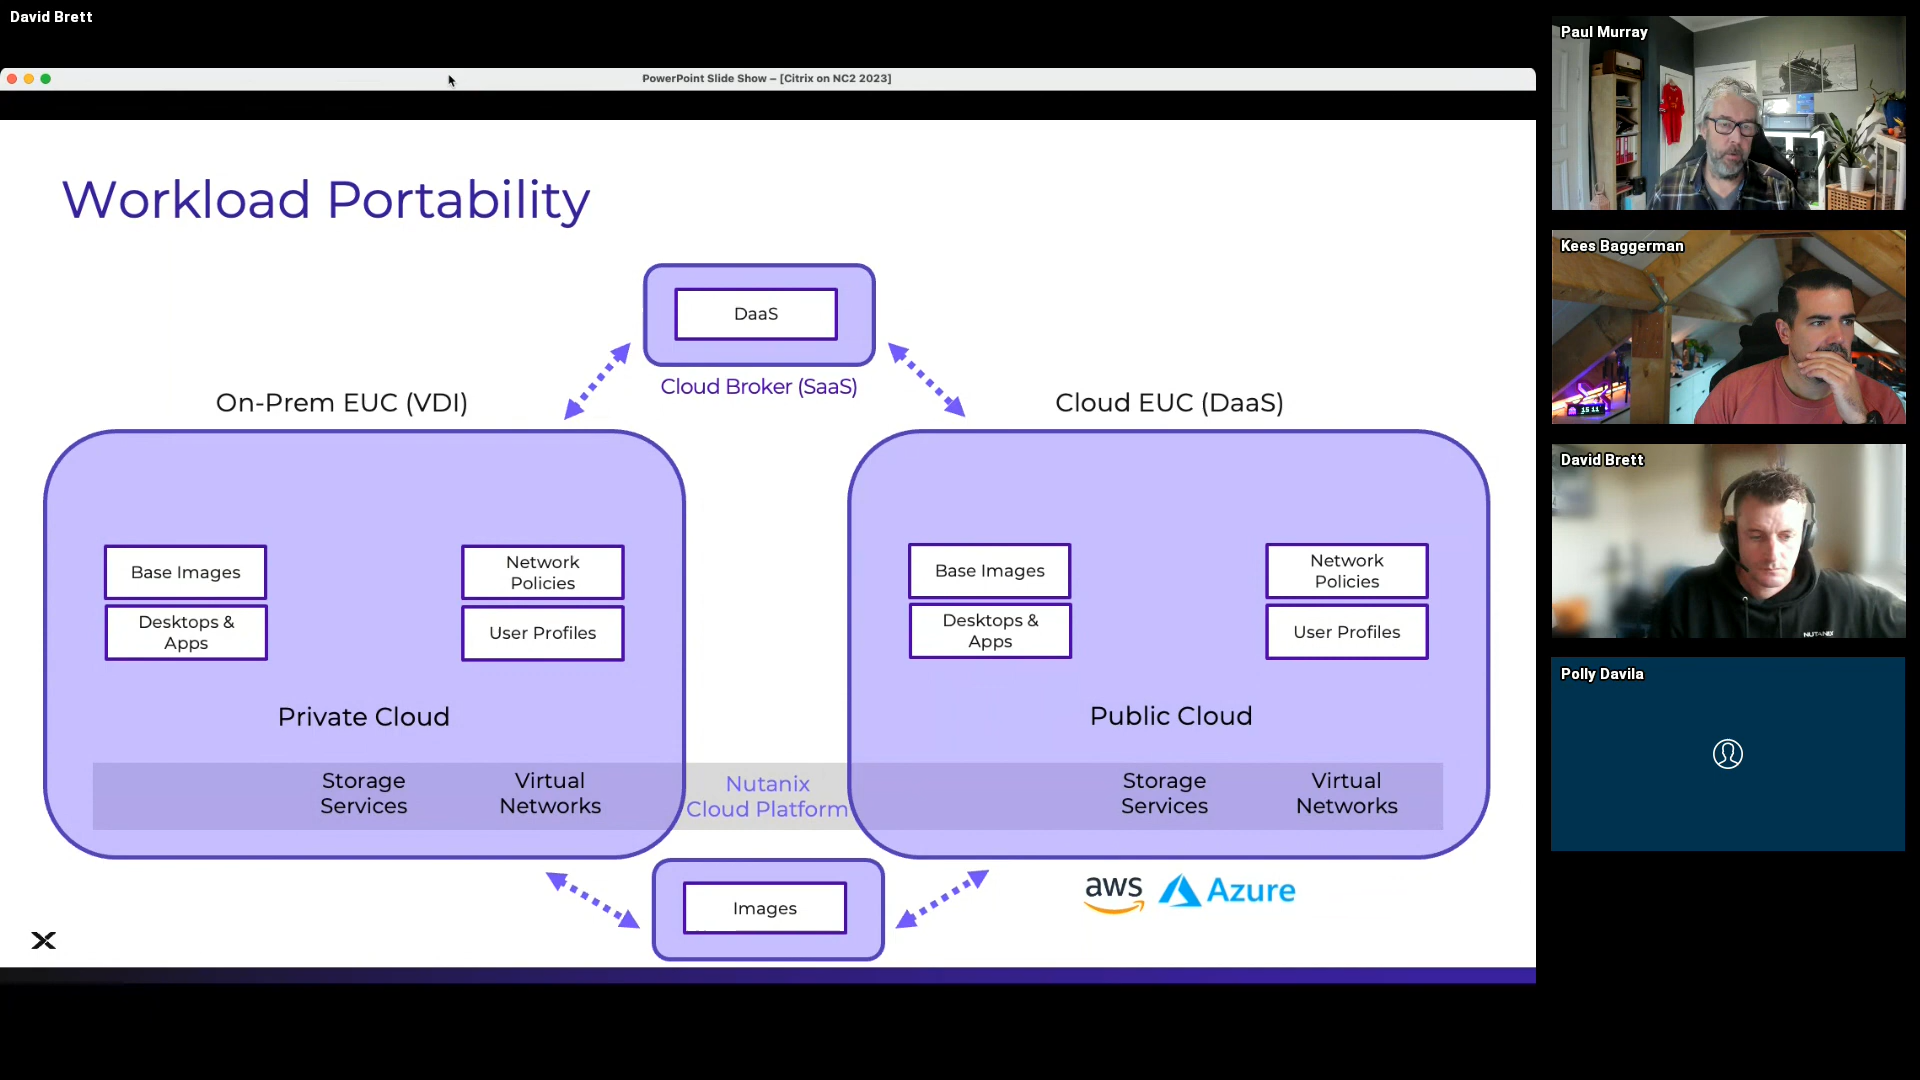 David Brett
PowerPoint Slide Show – [Citrix on NC2 2023]
Workload Portability
DaaS
Cloud Broker (SaaS)
On-Prem EUC (VDI)
Cloud EUC (DaaS)
Base Images
Network
Policies
Desktops &
Apps
User Profiles
Private Cloud
Storage
Services
Virtual
Networks
Nutanix
Cloud Platform
Base Images
Network
Policies
Desktops &
Apps
User Profiles
Public Cloud
Storage
Services
Virtual
Networks
Images
aws
Azure
Paul Murray
Kees Baggerman
15 11
David Brett
NUTANIX
Polly Davila